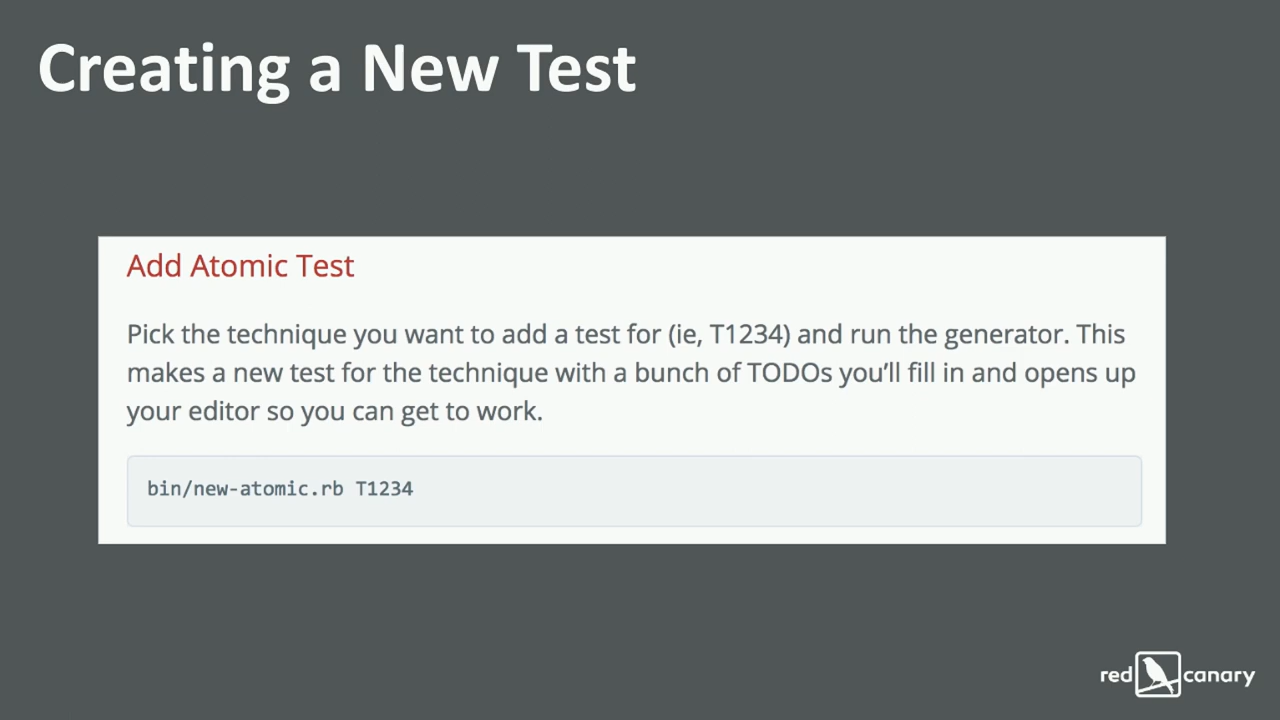 Creating a New Test
Add Atomic Test
Pick the technique you want to add a test for (ie, T1234) and run the generator. This
makes a new test for the technique with a bunch of TODOs you’ll fill in and opens up
your editor so you can get to work.
bin/new-atomic.rb T1234
red canary